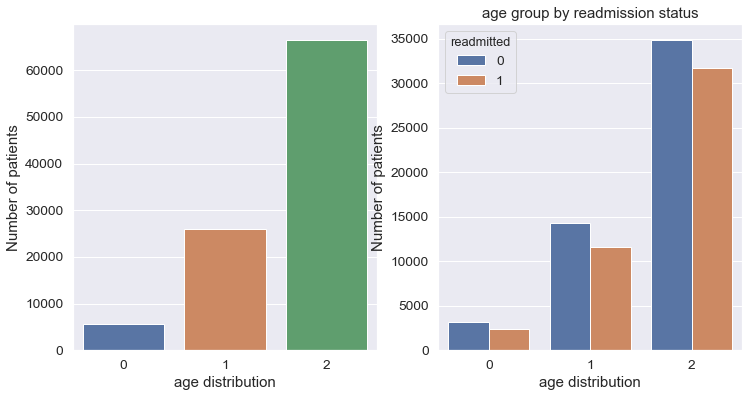 60000
50000
40000
30000
20000
10000
0
Number of patients
0 1 2
age distribution
age group by readmission status
readmitted
0
1
35000
30000
25000
20000
15000
10000
5000
0
Number of patients
0 1 2
age distribution